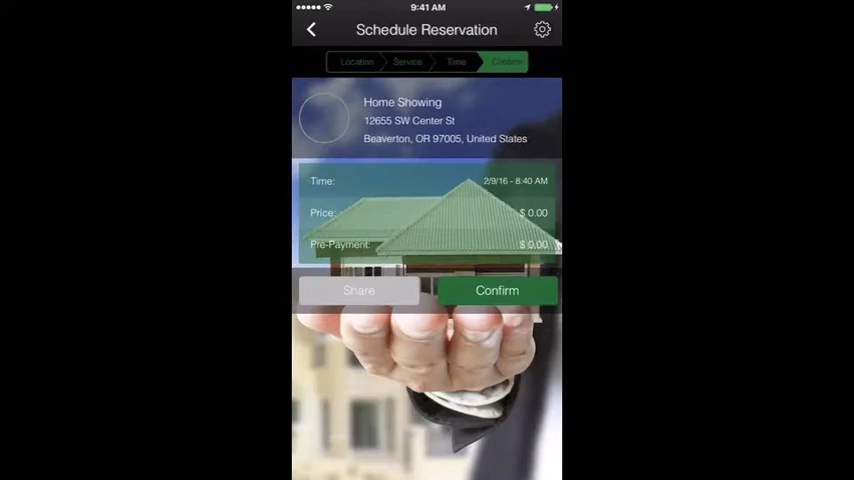 9:41 AM
Schedule Reservation
Location Service Time Confirm
Home Showing
12655 SW Center St
Beaverton, OR 97005, United States
Time: 2/9/16 - 8:40 AM
Price: $ 0.00
Pre-Payment: $ 0.00
Share Confirm